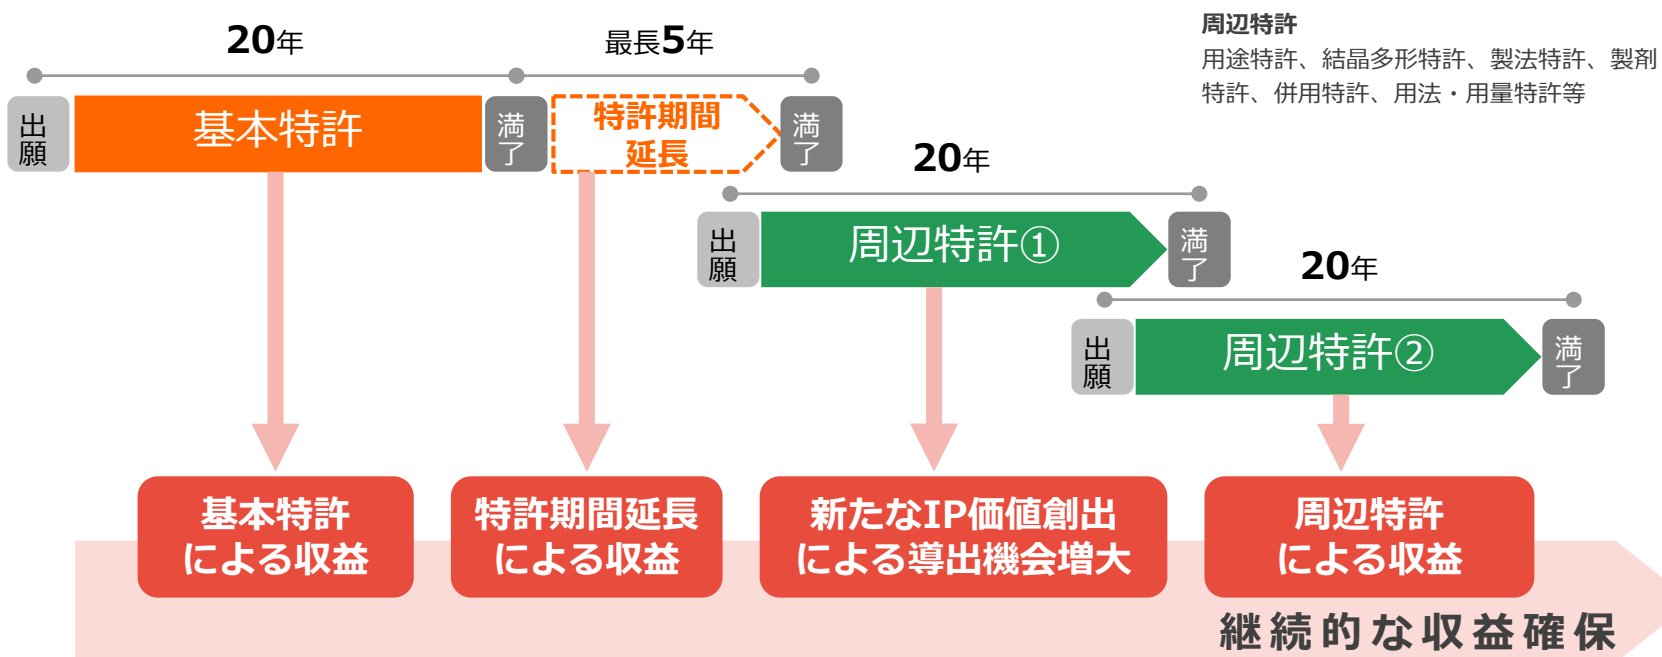 20年
最長5年
周辺特許
用途特許、結晶多形特許、製法特許、製剤
特許、併用特許、用法・用量特許等
出願
基本特許
満了
特許期間
延長
満了
20年
出願
周辺特許①
満了
20年
出願
周辺特許②
満了
基本特許
による収益
特許期間延長
による収益
新たなIP価値創出
による導出機会増大
周辺特許
による収益
継続的な収益確保